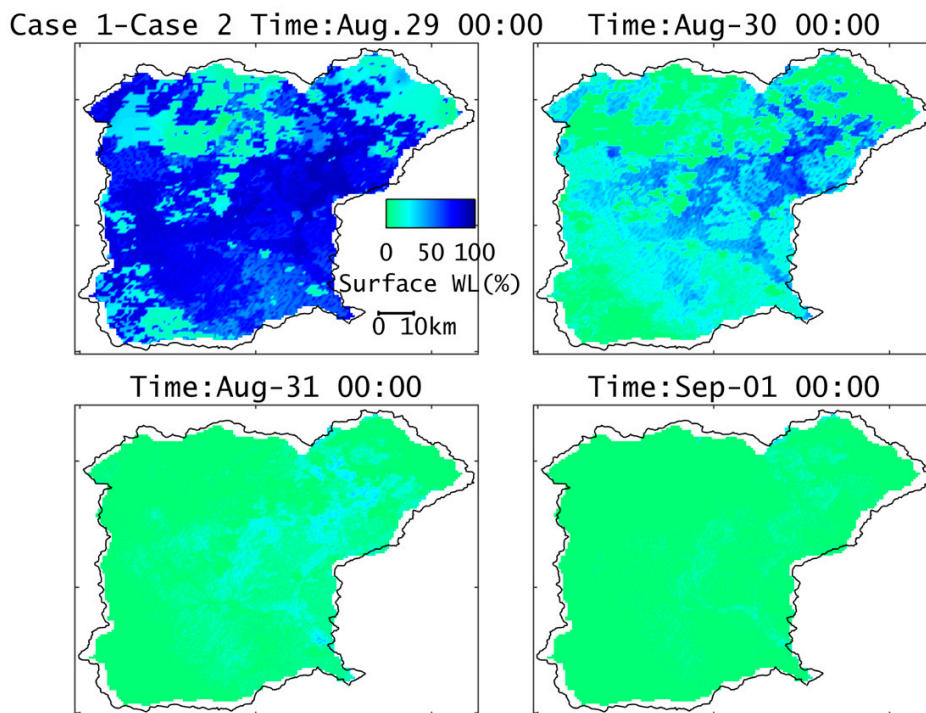 Case 1-Case 2 Time:Aug.29 00:00
Time:Aug-30 00:00
0 50 100
Surface WL(%)
0 10km
Time:Aug-31 00:00
Time:Sep-01 00:00